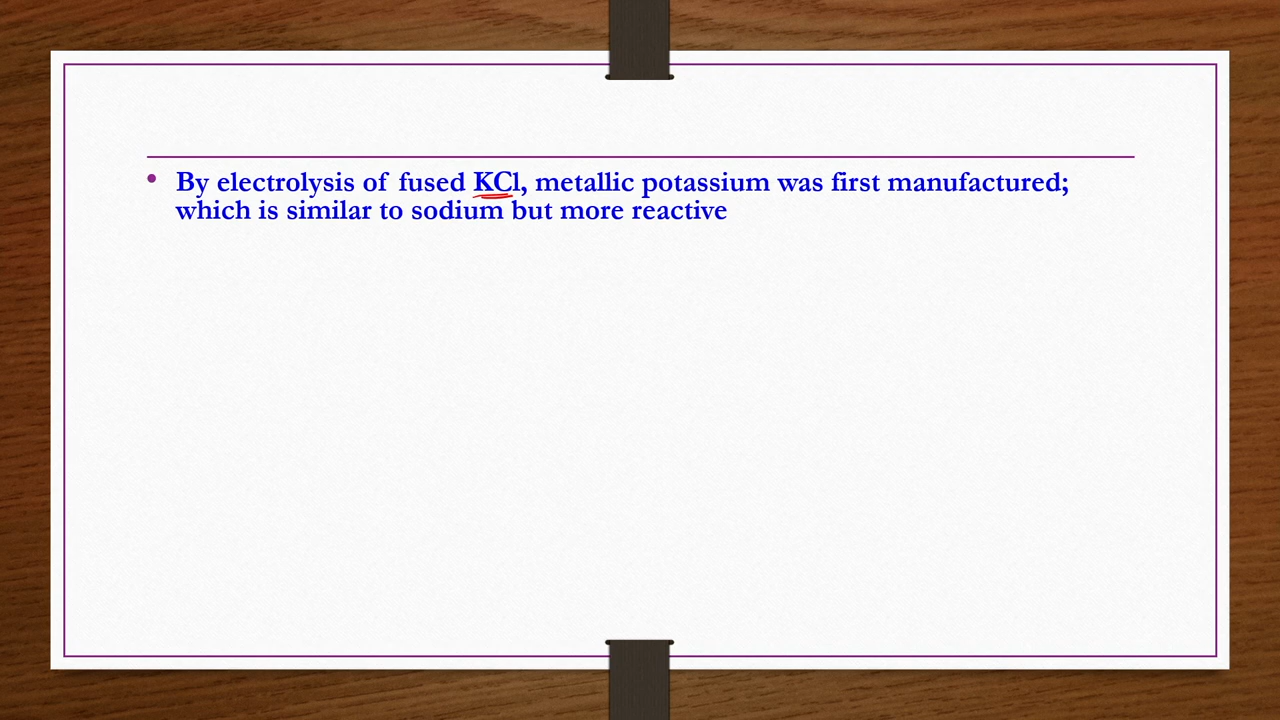 • By electrolysis of fused KCl, metallic potassium was first manufactured;
which is similar to sodium but more reactive